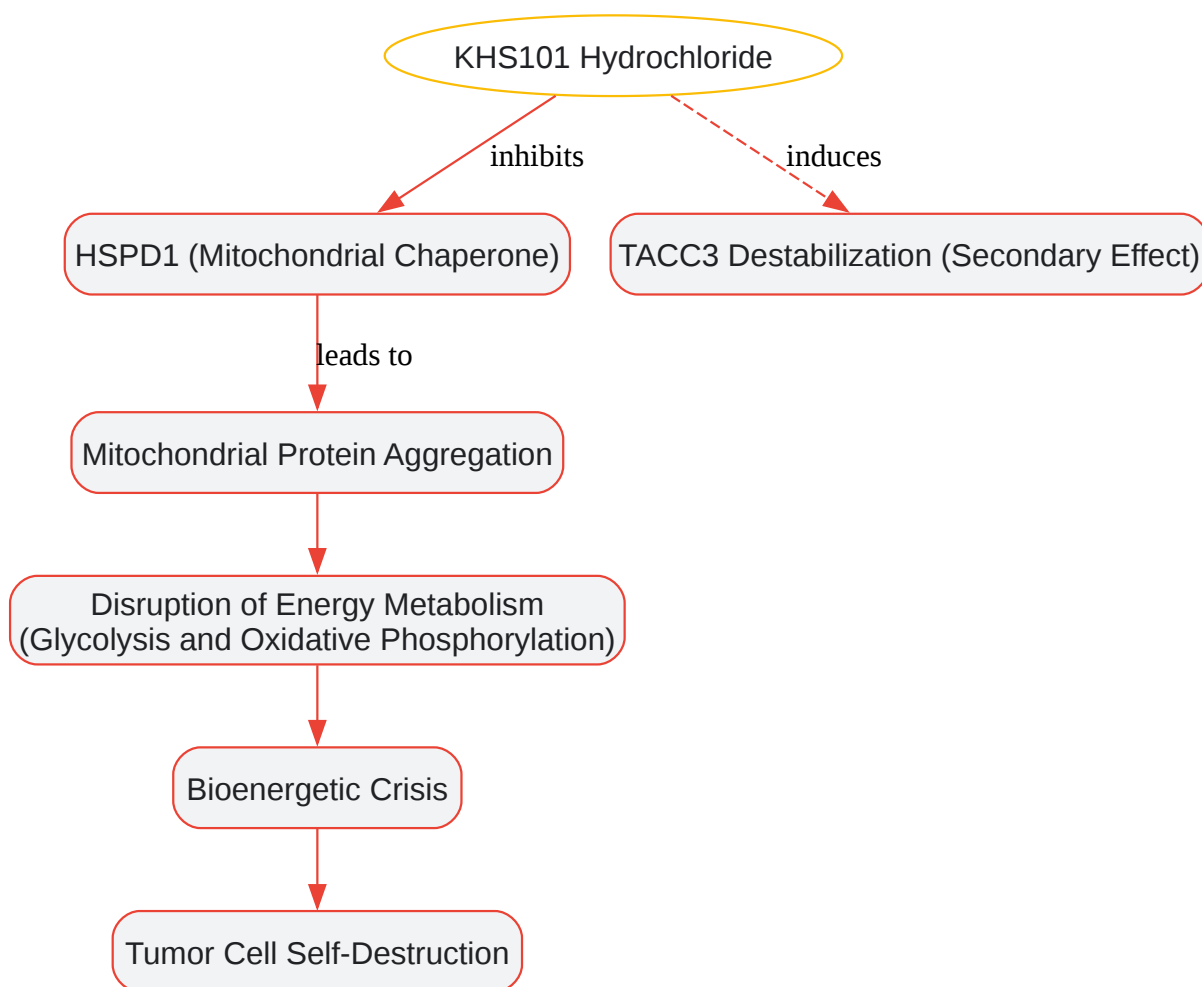 KHS101 Hydrochloride
inhibits
induces
HSPD1 (Mitochondrial Chaperone)
TACC3 Destabilization (Secondary Effect)
leads to
Mitochondrial Protein Aggregation
Disruption of Energy Metabolism
(Glycolysis and Oxidative Phosphorylation)
Bioenergetic Crisis
Tumor Cell Self-Destruction